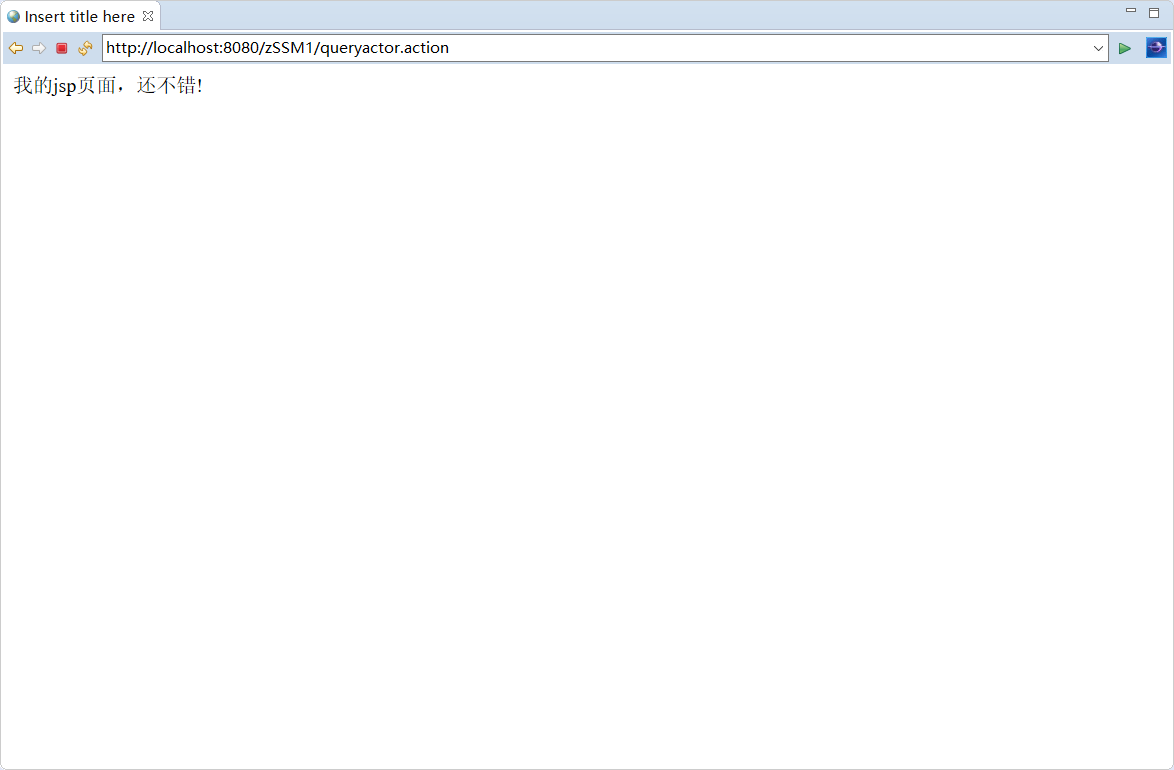 Insert title here
http://localhost:8080/zSSM1/queryactor.action
我的jsp页面，还不错!